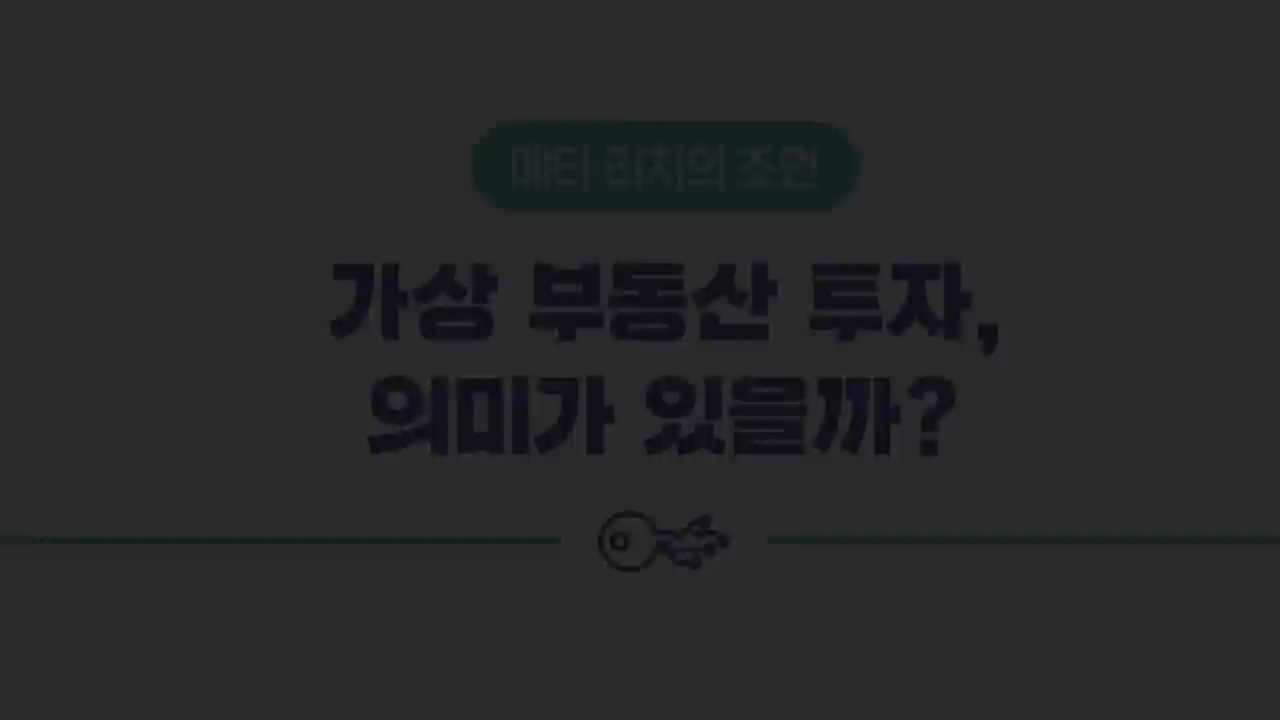 메타 리치의 조언
가상 부동산 투자,
의미가 있을까?